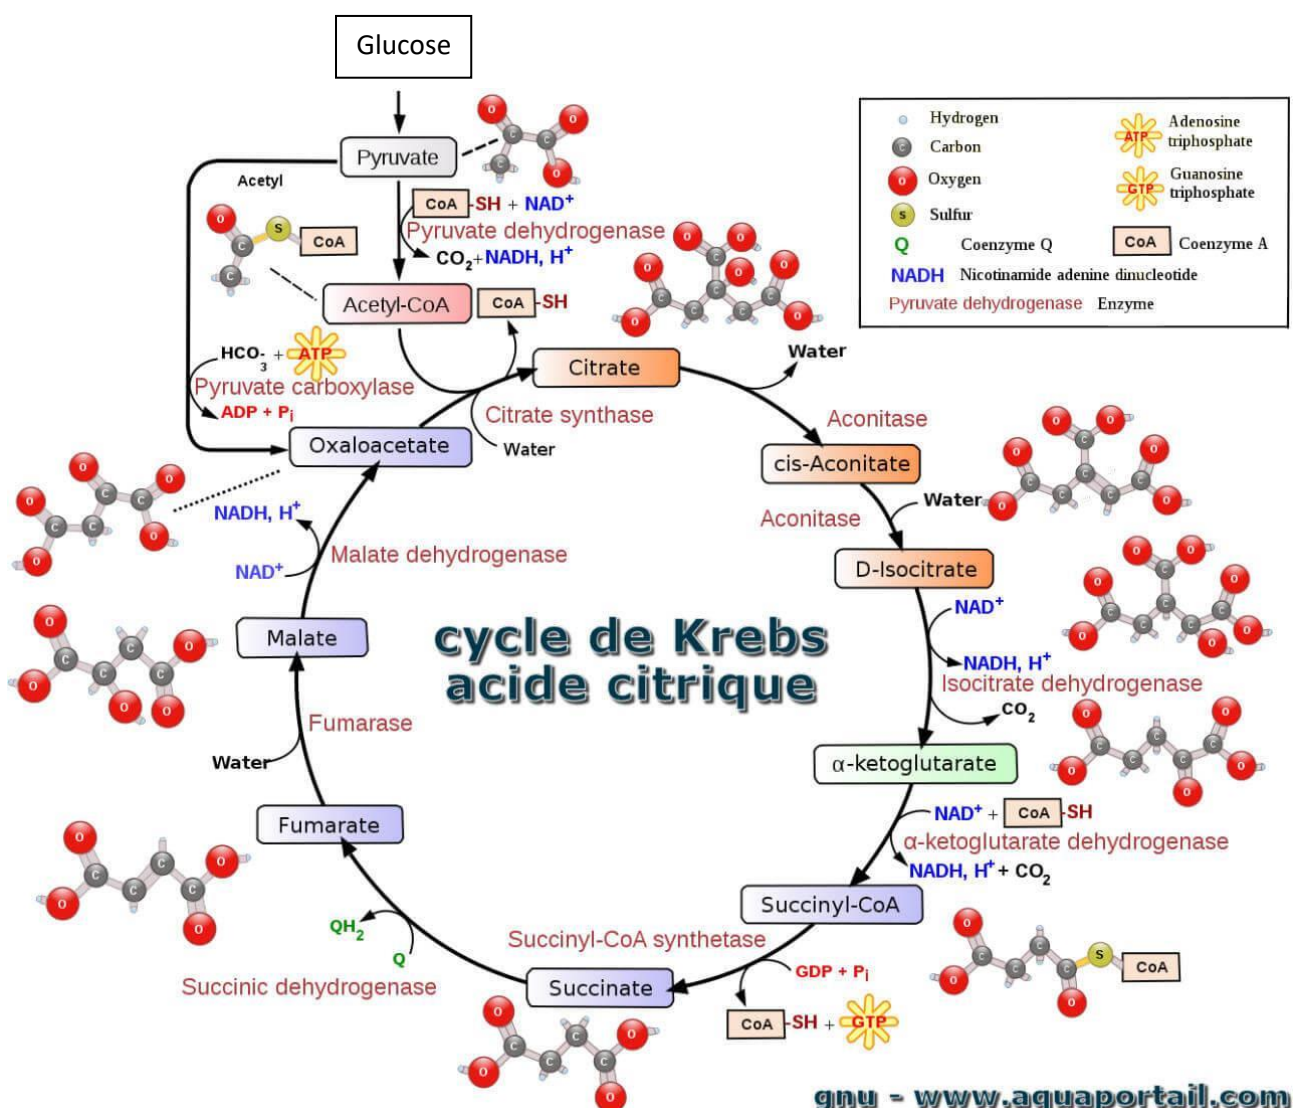 Glucose
Pyruvate
Acetyl
CoA -SH + NAD+
Pyruvate dehydrogenase
CO2+NADH, H+
S CoA
Acetyl-CoA
CoA -SH
HCO3- + ATP
Pyruvate carboxylase
ADP + Pi
Citrate
Citrate synthase
Water
Oxaloacetate
Water
Aconitase
cis-Aconitate
Water
Aconitase
D-Isocitrate
NAD+
NADH, H+
Isocitrate dehydrogenase
CO2
α-ketoglutarate
NAD+ + CoA -SH
α-ketoglutarate dehydrogenase
NADH, H+ + CO2
Succinyl-CoA
S CoA
Succinyl-CoA synthetase
GDP + Pi
CoA -SH + GTP
Succinate
Succinic dehydrogenase
Q
QH2
Fumarate
Water
Fumarase
Malate
NAD+
Malate dehydrogenase
NADH, H+
cycle de Krebs
acide citrique
Hydrogen
C Carbon
O Oxygen
S Sulfur
Q Coenzyme Q
NADH Nicotinamide adenine dinucleotide
Pyruvate dehydrogenase Enzyme
ATP Adenosine
triphosphate
GTP Guanosine
triphosphate
CoA Coenzyme A
gnu - www.aquaportail.com